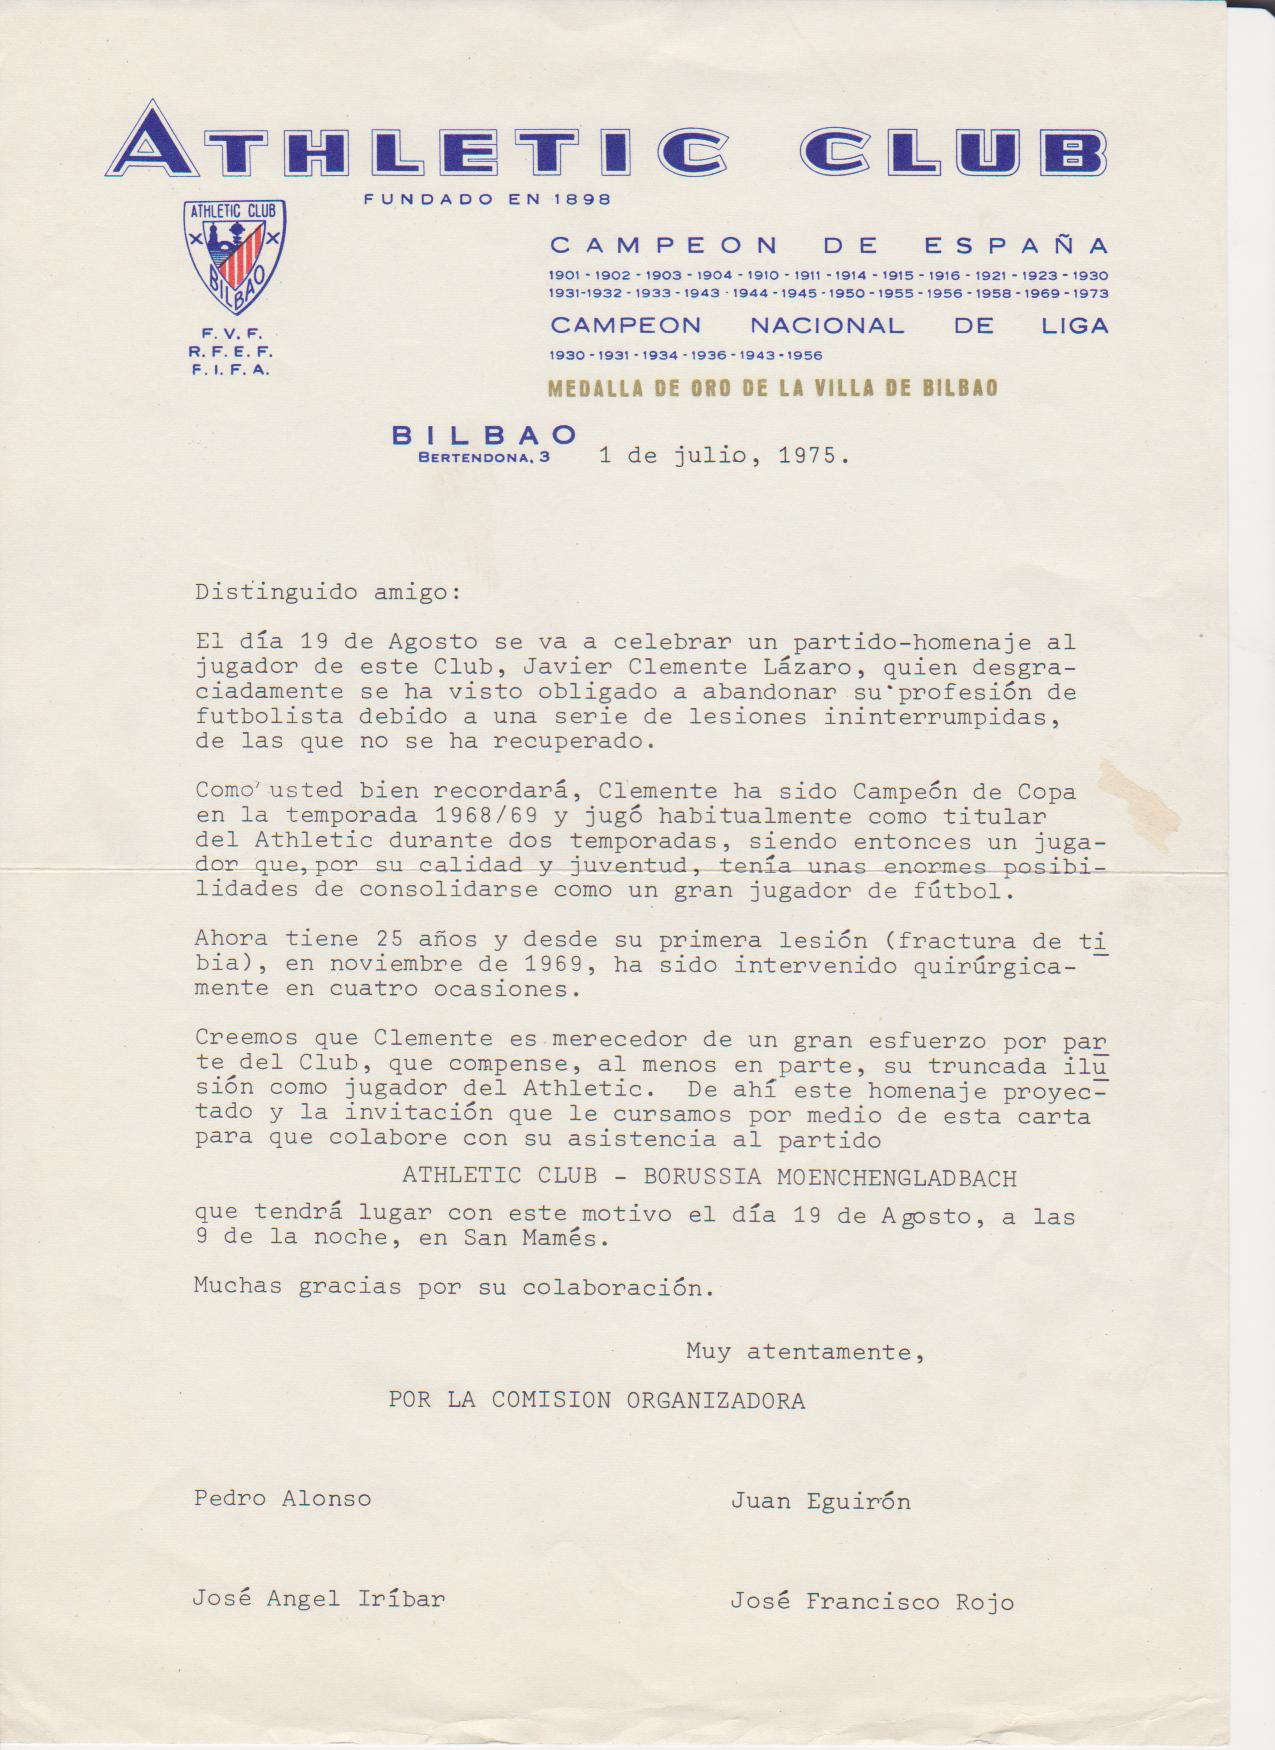 ATHLETIC CLUB
FUNDADO EN 1898
ATHLETIC CLUB
BILBAO
F. V. F.
R. F. E. F.
F. I. F. A.
CAMPEON DE ESPAÑA
1901 - 1902 - 1903 - 1904 - 1910 - 1911 - 1914 - 1915 - 1916 - 1921 - 1923 - 1930
1931-1932 - 1933 - 1943 - 1944 - 1945 - 1950 - 1955 - 1956 - 1958 - 1969 - 1973
CAMPEON NACIONAL DE LIGA
1930 - 1931 - 1934 - 1936 - 1943 - 1956
MEDALLA DE ORO DE LA VILLA DE BILBAO
BILBAO
BERTENDONA, 3
1 de julio, 1975.
Distinguido amigo:
El día 19 de Agosto se va a celebrar un partido-homenaje al
jugador de este Club, Javier Clemente Lázaro, quien desgra-
ciadamente se ha visto obligado a abandonar su profesión de
futbolista debido a una serie de lesiones ininterrumpidas,
de las que no se ha recuperado.
Como usted bien recordará, Clemente ha sido Campeón de Copa
en la temporada 1968/69 y jugó habitualmente como titular
del Athletic durante dos temporadas, siendo entonces un juga-
dor que, por su calidad y juventud, tenía unas enormes posibi-
lidades de consolidarse como un gran jugador de fútbol.
Ahora tiene 25 años y desde su primera lesión (fractura de ti
bia), en noviembre de 1969, ha sido intervenido quirúrgica-
mente en cuatro ocasiones.
Creemos que Clemente es merecedor de un gran esfuerzo por par
te del Club, que compense, al menos en parte, su truncada ilu
sión como jugador del Athletic. De ahí este homenaje proyec-
tado y la invitación que le cursamos por medio de esta carta
para que colabore con su asistencia al partido
ATHLETIC CLUB - BORUSSIA MOENCHENGLADBACH
que tendrá lugar con este motivo el día 19 de Agosto, a las
9 de la noche, en San Mamés.
Muchas gracias por su colaboración.
Muy atentamente,
POR LA COMISION ORGANIZADORA
Pedro Alonso
Juan Eguirón
José Angel Iríbar
José Francisco Rojo